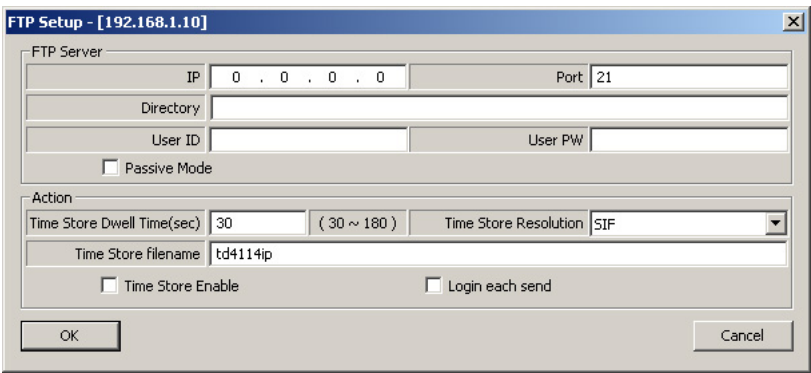 FTP Setup - [192.168.1.10]
FTP Server
IP 0 . 0 . 0 . 0 Port 21
Directory
User ID User PW
Passive Mode
Action
Time Store Dwell Time(sec) 30 ( 30 ~ 180 ) Time Store Resolution SIF
Time Store filename td4114ip
Time Store Enable Login each send
OK Cancel